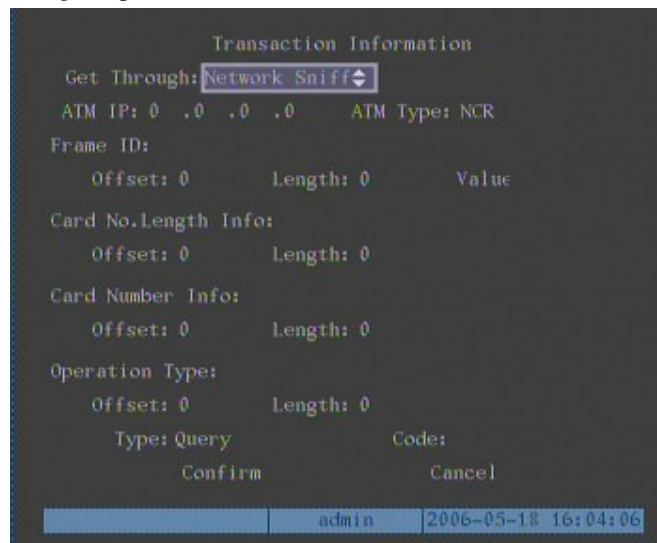 Transaction Information
Get Through: Network Sniff
ATM IP: 0 .0 .0 .0 ATM Type: NCR
Frame ID:
Offset: 0 Length: 0 Value
Card No.Length Info:
Offset: 0 Length: 0
Card Number Info:
Offset: 0 Length: 0
Operation Type:
Offset: 0 Length: 0
Type: Query Code:
Confirm Cancel
admin 2006-05-18 16:04:06